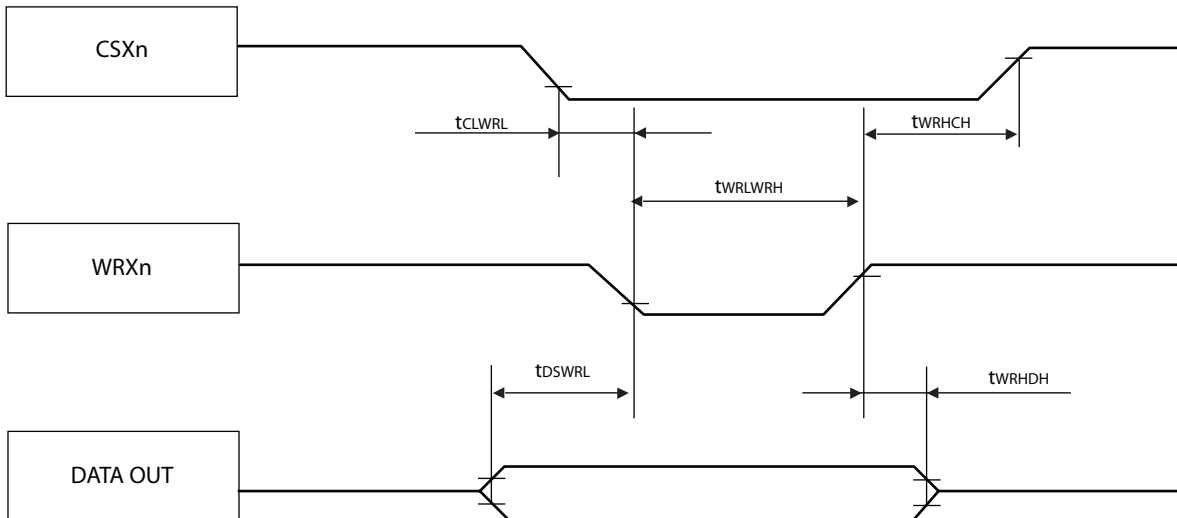 CSXn
tCLWRL
tWRHCH
tWRLWRH
WRXn
tDSWRL
tWRHDH
DATA OUT